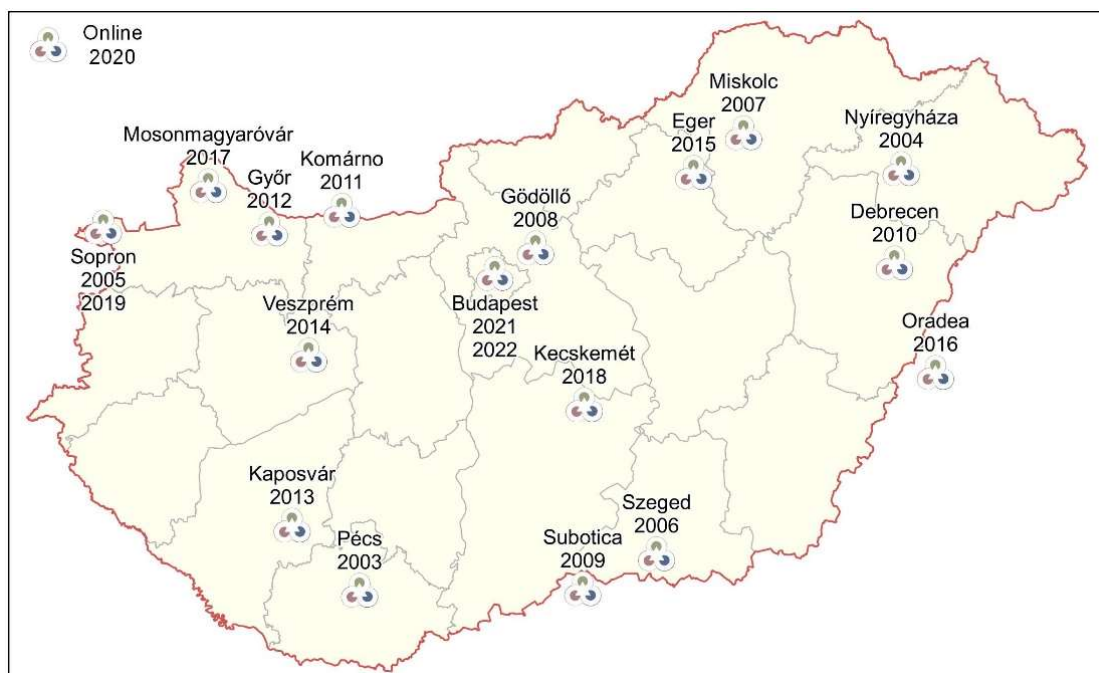 Online
2020
Miskolc
2007
Nyíregyháza
2004
Eger
2015
Mosonmagyaróvár
2017
Komárno
2011
Győr
2012
Gödöllő
2008
Debrecen
2010
Sopron
2005
2019
Veszprém
2014
Budapest
2021
2022
Oradea
2016
Kecskemét
2018
Kaposvár
2013
Szeged
2006
Pécs
2003
Subotica
2009